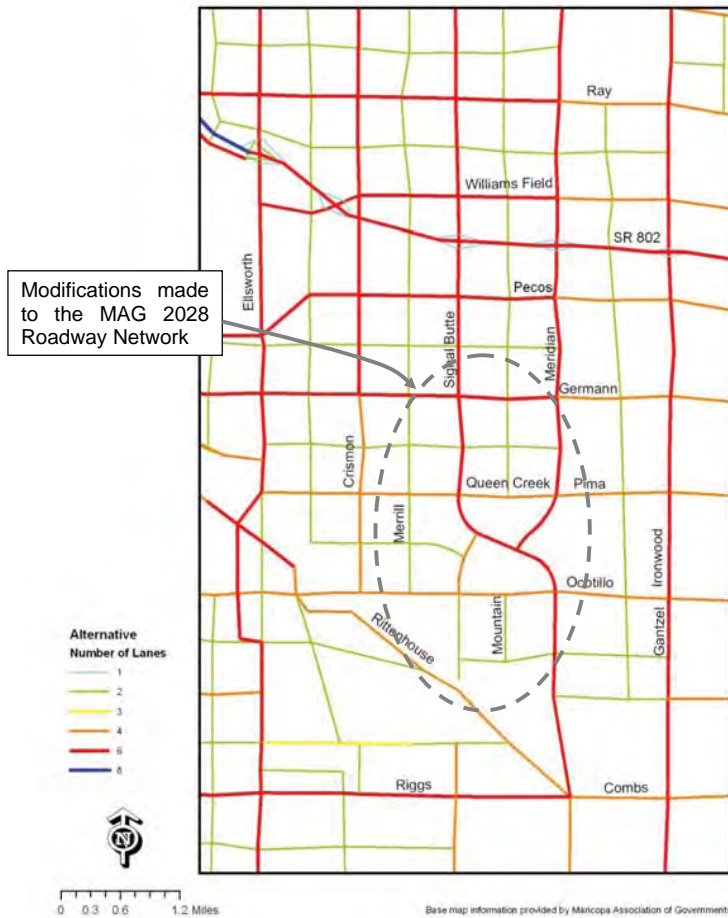 Ray
Williams Field
SR 802
Ellsworth
Pecos
Modifications made
to the MAG 2028
Roadway Network
Signal Butte
Meridian
Germann
Crismon
Queen Creek
Pima
Merrill
Ironwood
Ocotillo
Mountain
Gantzel
Rittenhouse
Alternative
Number of Lanes
1
2
3
4
6
8
Riggs
Combs
N
0 0.3 0.6 1.2 Miles
Base map information provided by Maricopa Association of Government